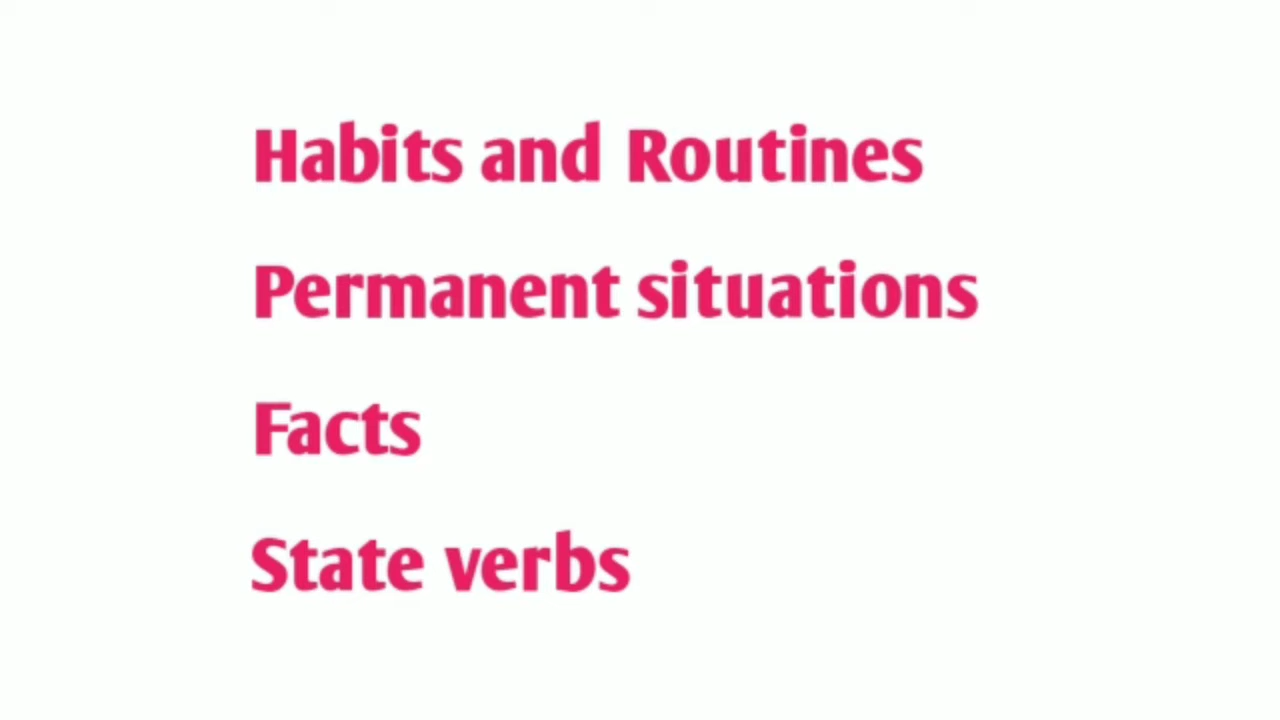 Habits and Routines
Permanent situations
Facts
State verbs